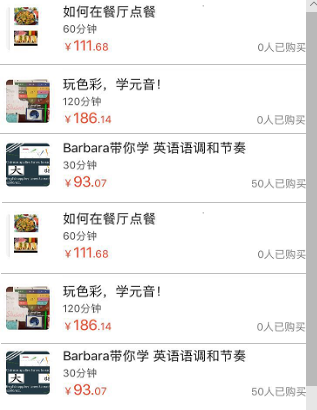 如何在餐厅点餐
60分钟
￥111.68
0人已购买
玩色彩，学元音！
120分钟
￥186.14
0人已购买
Barbara带你学 英语语调和节奏
30分钟
￥93.07
50人已购买
大
如何在餐厅点餐
60分钟
￥111.68
0人已购买
玩色彩，学元音！
120分钟
￥186.14
0人已购买
Barbara带你学 英语语调和节奏
30分钟
￥93.07
50人已购买
大